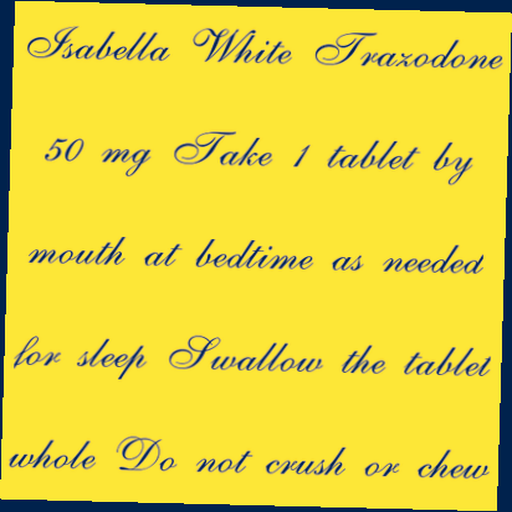 Isabella White Trazodone
50 mg Take 1 tablet by
mouth at bedtime as needed
for sleep Swallow the tablet
whole Do not crush or chew